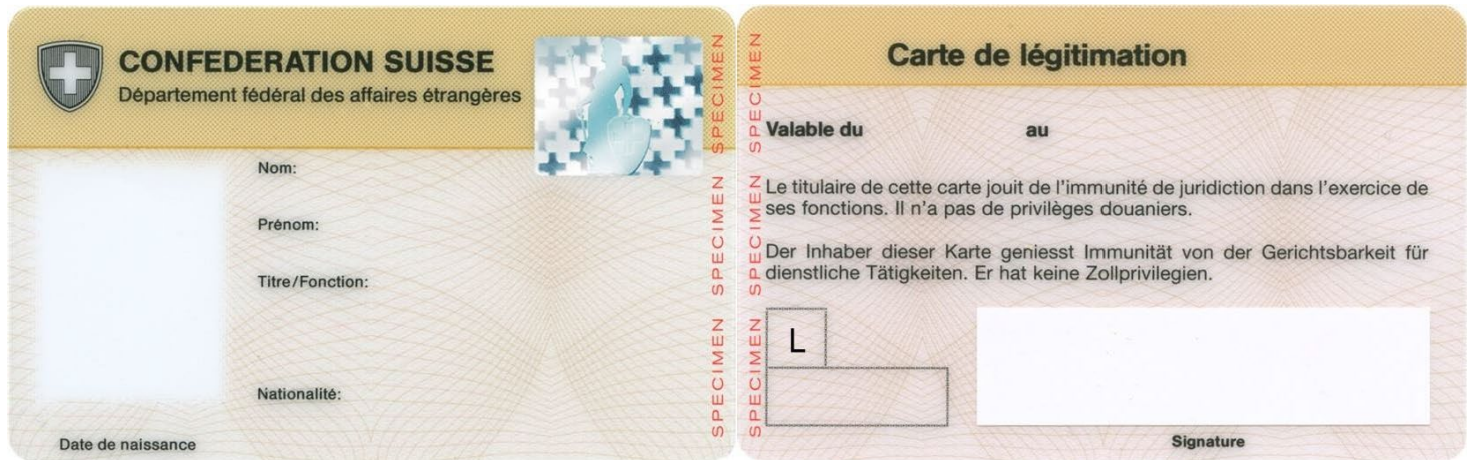 CONFEDERATION SUISSE
Département fédéral des affaires étrangères
Nom:
Prénom:
Titre/Fonction:
Nationalité:
Date de naissance
SPECIMEN SPECIMEN SPECIMEN
SPECIMEN SPECIMEN SPECIMEN
Carte de légitimation
Valable du au
Le titulaire de cette carte jouit de l'immunité de juridiction dans l'exercice de
ses fonctions. Il n'a pas de privilèges douaniers.
Der Inhaber dieser Karte geniesst Immunität von der Gerichtsbarkeit für
dienstliche Tätigkeiten. Er hat keine Zollprivilegien.
L
Signature